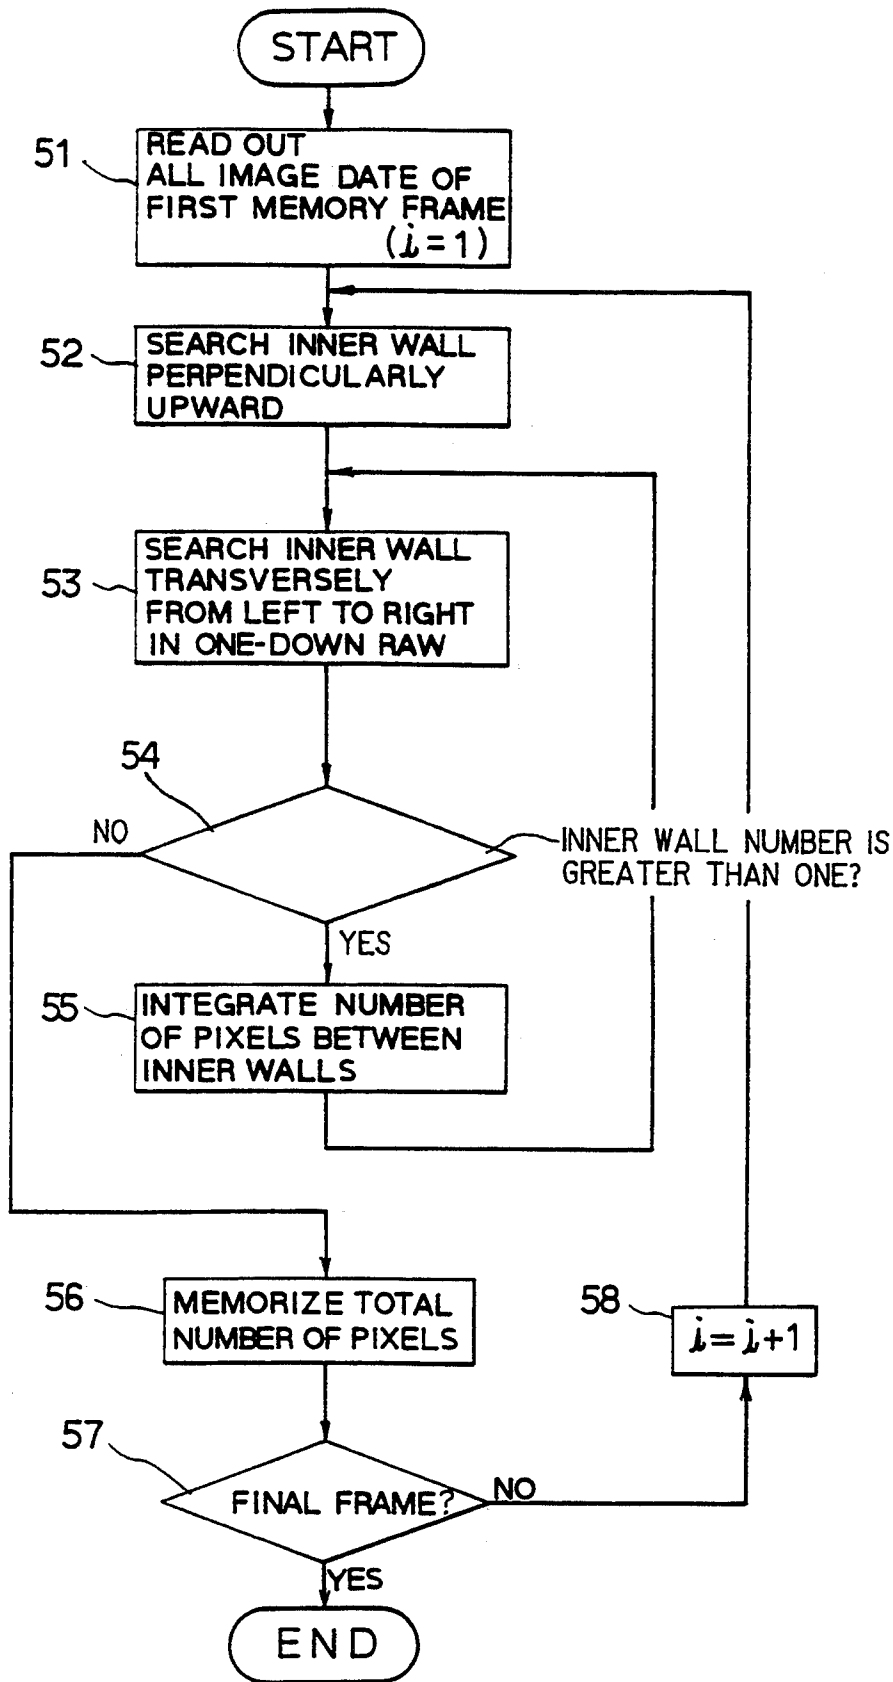 START
51
READ OUT
ALL IMAGE DATE OF
FIRST MEMORY FRAME
(i=1)
52
SEARCH INNER WALL
PERPENDICULARLY
UPWARD
53
SEARCH INNER WALL
TRANSVERSELY
FROM LEFT TO RIGHT
IN ONE-DOWN RAW
54
NO
INNER WALL NUMBER IS
GREATER THAN ONE?
YES
55
INTEGRATE NUMBER
OF PIXELS BETWEEN
INNER WALLS
56
MEMORIZE TOTAL
NUMBER OF PIXELS
58
i=i+1
57
FINAL FRAME?
NO
YES
END